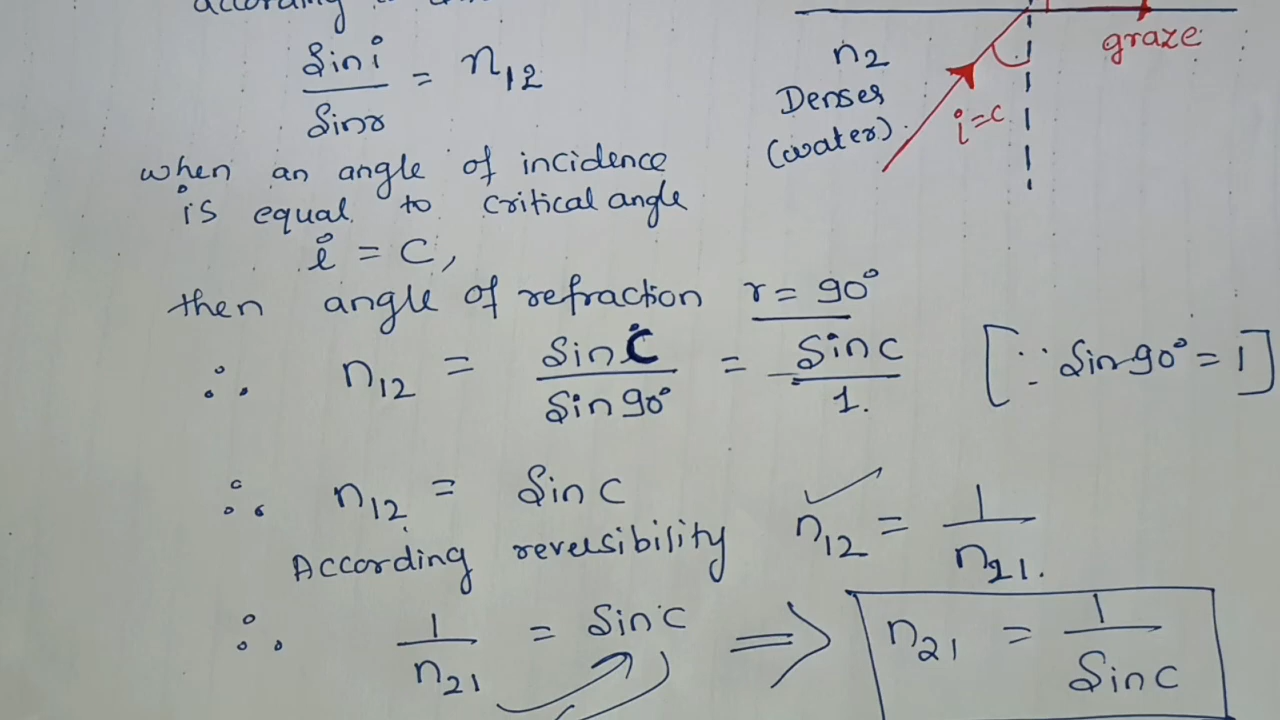 according
Sin i / Sin r = n12
when an angle of incidence
is equal to critical angle
i = C,
then angle of refraction r = 90°
∴ n12 = Sin C / Sin 90° = Sin C / 1. [∵ Sin 90° = 1]
∴ n12 = Sin C
According reversibility n12 = 1 / n21.
∴ 1 / n21 = Sin C ⟹ n21 = 1 / Sin C
graze
n2
Denser
(water)
i=c